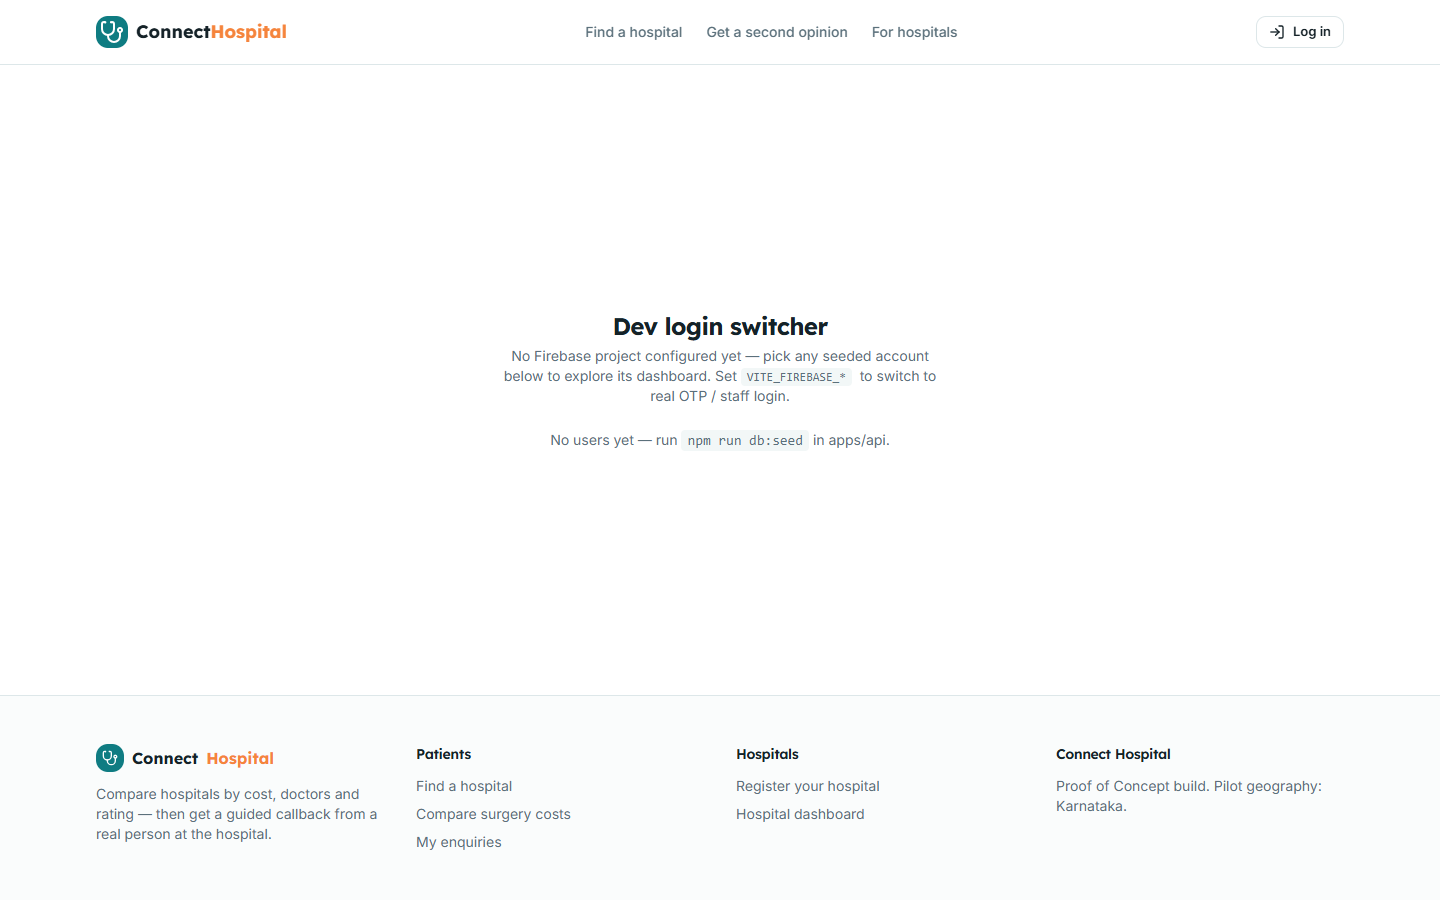 ConnectHospital
Find a hospital
Get a second opinion
For hospitals
Log in
Dev login switcher
No Firebase project configured yet — pick any seeded account
below to explore its dashboard. Set VITE_FIREBASE_* to switch to
real OTP / staff login.
No users yet — run npm run db:seed in apps/api.
Connect Hospital
Compare hospitals by cost, doctors and
rating — then get a guided callback from a
real person at the hospital.
Patients
Find a hospital
Compare surgery costs
My enquiries
Hospitals
Register your hospital
Hospital dashboard
Connect Hospital
Proof of Concept build. Pilot geography:
Karnataka.